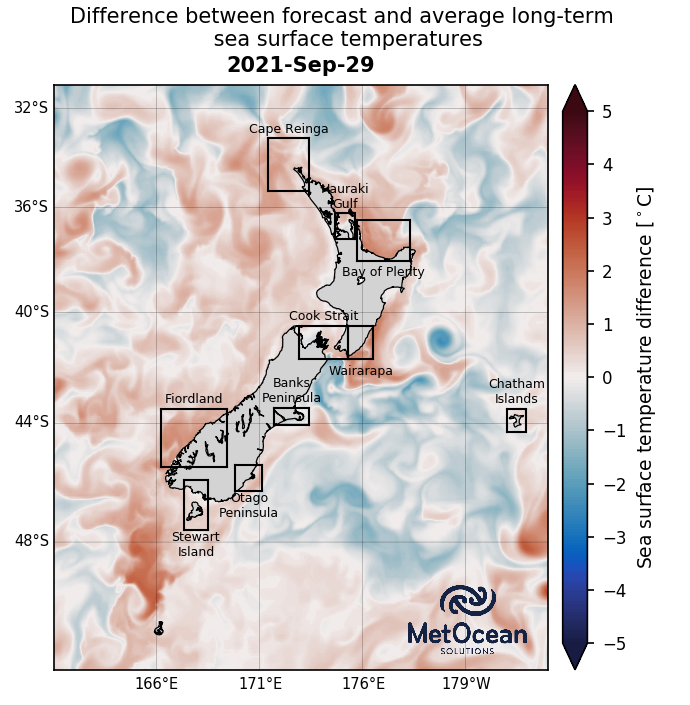 Difference between forecast and average long-term
sea surface temperatures
2021-Sep-29
32°S
36°S
40°S
44°S
48°S
166°E
171°E
176°E
179°W
Cape Reinga
Hauraki
Gulf
Bay of Plenty
Cook Strait
Wairarapa
Banks
Peninsula
Fiordland
Chatham
Islands
Otago
Peninsula
Stewart
Island
MetOcean
SOLUTIONS
5
4
3
2
1
0
−1
−2
−3
−4
−5
Sea surface temperature difference [°C]